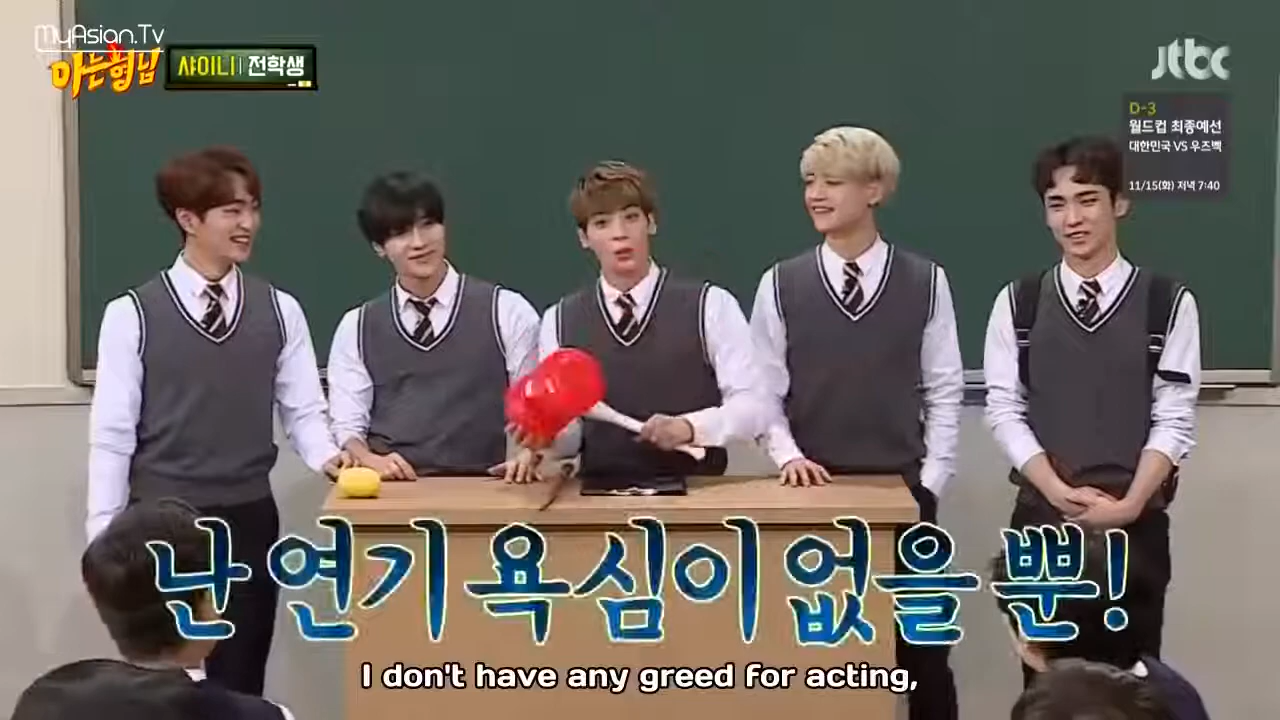 MyAsian.Tv
아는형님
샤이니 전학생
jtbc
D-3
월드컵 최종예선
대한민국 VS 우즈벡
11/15(화) 저녁 7:40
난 연기 욕심이 없을 뿐!
I don't have any greed for acting,